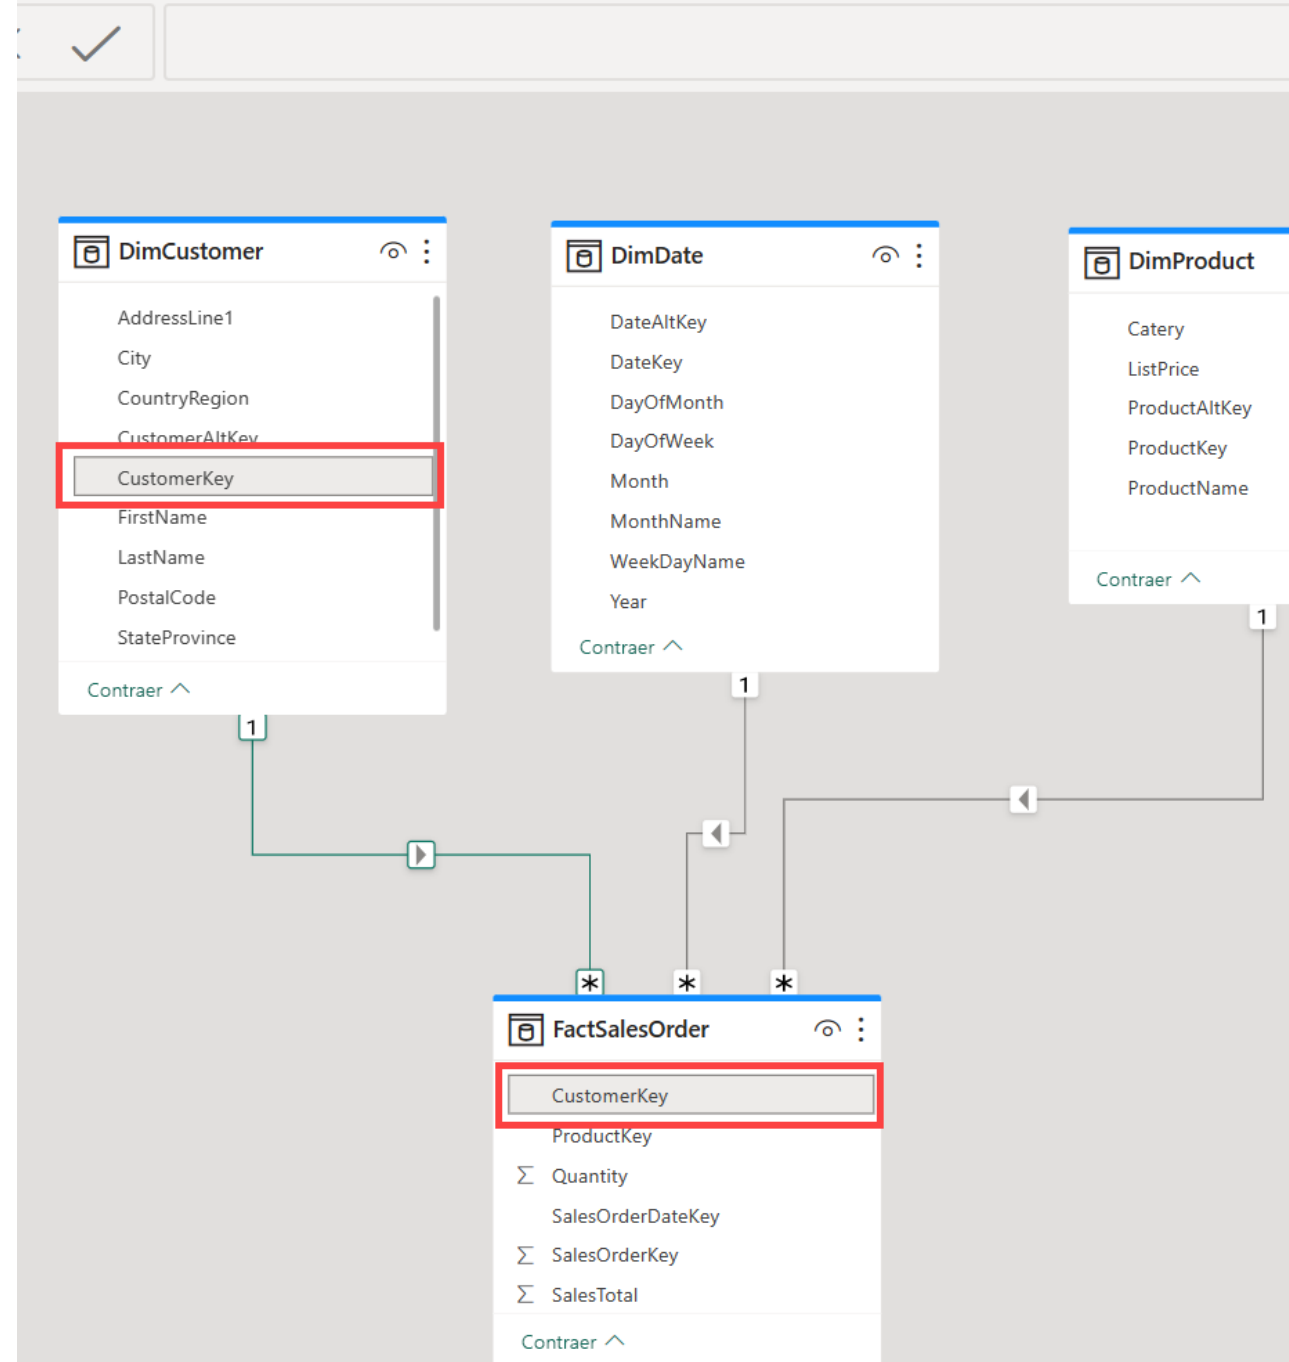 DimCustomer
AddressLine1
City
CountryRegion
CustomerAltKey
CustomerKey
FirstName
LastName
PostalCode
StateProvince
Contraer
1
DimDate
DateAltKey
DateKey
DayOfMonth
DayOfWeek
Month
MonthName
WeekDayName
Year
Contraer
1
DimProduct
Catery
ListPrice
ProductAltKey
ProductKey
ProductName
Contraer
1
* * *
FactSalesOrder
CustomerKey
ProductKey
Σ Quantity
SalesOrderDateKey
Σ SalesOrderKey
Σ SalesTotal
Contraer